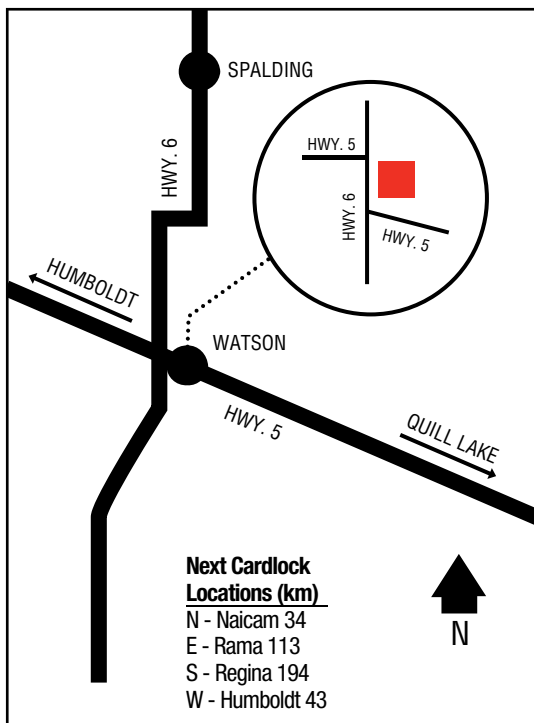 SPALDING
HWY. 6
HWY. 5
HWY. 6
HWY. 5
HUMBOLDT
WATSON
HWY. 5
QUILL LAKE
Next Cardlock
Locations (km)
N - Naicam 34
E - Rama 113
S - Regina 194
W - Humboldt 43
N